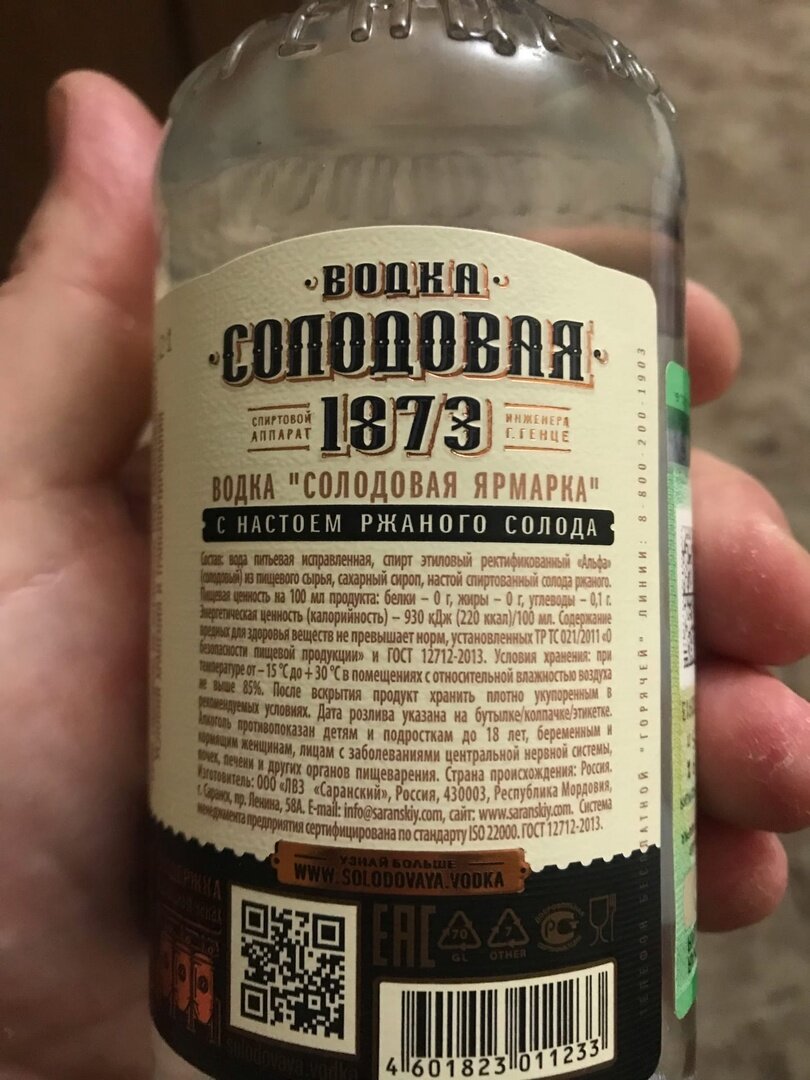 ВОДКА
СОЛОДОВАЯ
СПИРТОВОЙ АППАРАТ 1873 ИНЖЕНЕРА Г. ГЕНЦЕ
ВОДКА "СОЛОДОВАЯ ЯРМАРКА"
С НАСТОЕМ РЖАНОГО СОЛОДА
Состав: вода питьевая исправленная, спирт этиловый ректификованный «Альфа»
(солодовый) из пищевого сырья, сахарный сироп, настой спиртованный солода ржаного.
Пищевая ценность на 100 мл продукта: белки – 0 г, жиры – 0 г, углеводы – 0,1 г.
Энергетическая ценность (калорийность) – 930 кДж (220 ккал)/100 мл. Содержание
вредных для здоровья веществ не превышает норм, установленных ТР ТС 021/2011 «О
безопасности пищевой продукции» и ГОСТ 12712-2013. Условия хранения: при
температуре от – 15 °С до + 30 °С в помещениях с относительной влажностью воздуха
не выше 85%. После вскрытия продукт хранить плотно укупоренным в
рекомендуемых условиях. Дата розлива указана на бутылке/колпачке/этикетке.
Алкоголь противопоказан детям и подросткам до 18 лет, беременным и
кормящим женщинам, лицам с заболеваниями центральной нервной системы,
почек, печени и других органов пищеварения. Страна происхождения: Россия.
Изготовитель: ООО «ЛВЗ «Саранский», Россия, 430003, Республика Мордовия,
г. Саранск, пр. Ленина, 58А. E-mail: info@saranskiy.com, сайт: www.saranskiy.com. Система
менеджмента предприятия сертифицирована по стандарту ISO 22000. ГОСТ 12712-2013.
УЗНАЙ БОЛЬШЕ
WWW.SOLODOVAYA.VODKA
ТЕЛЕФОН БЕСПЛАТНОЙ "ГОРЯЧЕЙ" ЛИНИИ: 8-800-200-1903
EAC
70
GL
7
OTHER
solodovaya.vodka
4 601823 011233